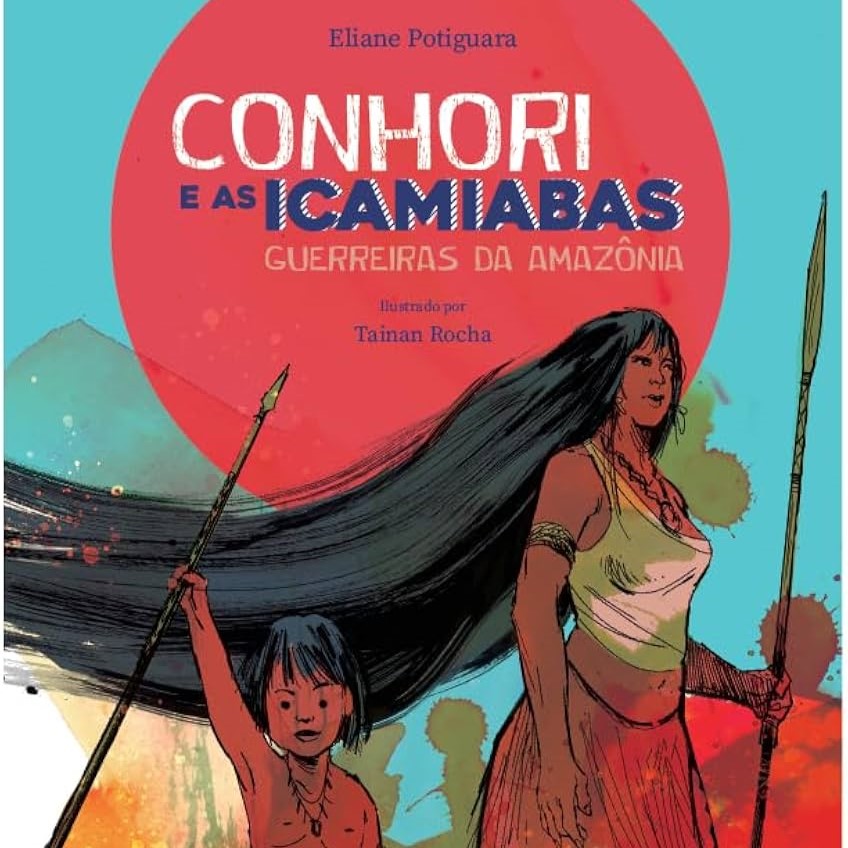 Eliane Potiguara
CONHORI
E AS ICAMIABAS
GUERREIRAS DA AMAZÔNIA
Ilustrado por
Tainan Rocha